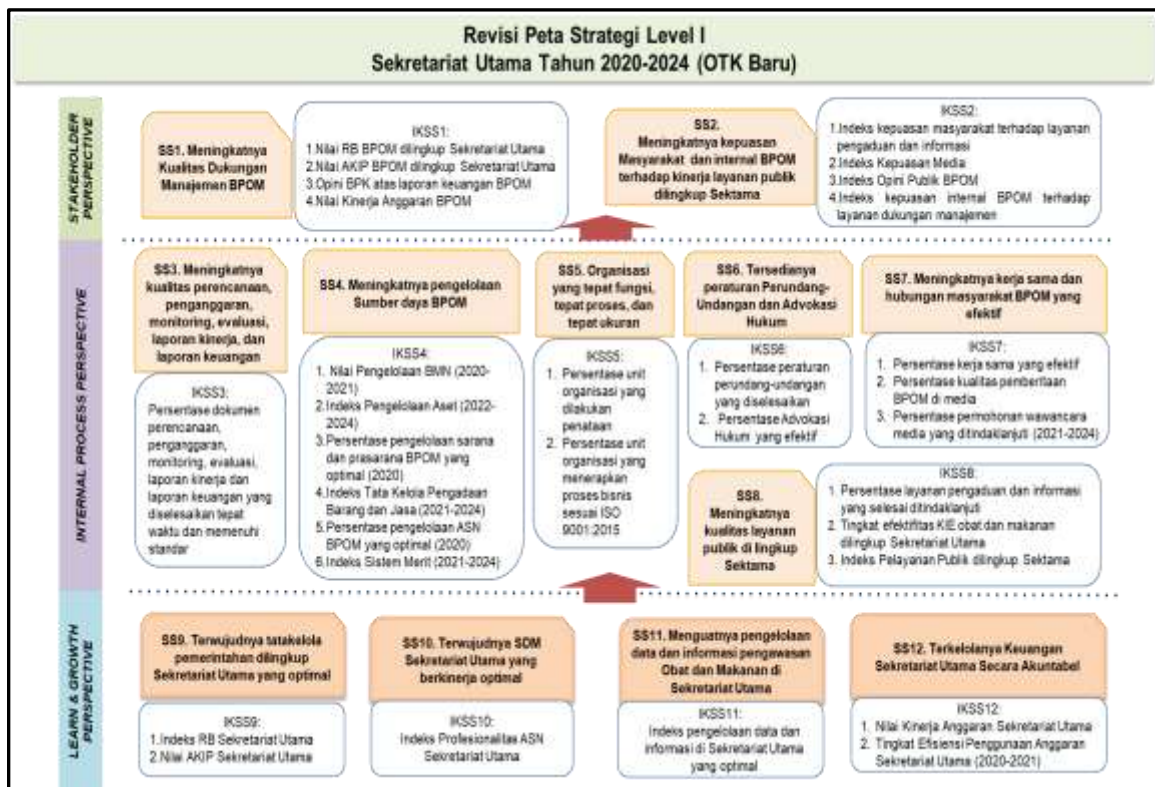 Revisi Peta Strategi Level I
Sekretariat Utama Tahun 2020-2024 (OTK Baru)
STAKEHOLDER
PERSPECTIVE
SS1. Meningkatnya
Kualitas Dukungan
Manajemen BPOM
IKSS1:
1.Nilai RB BPOM dilingkup Sekretariat Utama
2.Nilai AKIP BPOM dilingkup Sekretariat Utama
3.Opini BPK atas laporan keuangan BPOM
4.Nilai Kinerja Anggaran BPOM
SS2.
Meningkatnya kepuasan
Masyarakat dan internal BPOM
terhadap kinerja layanan publik
dilingkup Sektama
IKSS2:
1.Indeks kepuasan masyarakat terhadap layanan
pengaduan dan informasi
2.Indeks Kepuasan Media
3.Indeks Opini Publik BPOM
4.Indeks kepuasan internal BPOM terhadap
layanan dukungan manajemen
INTERNAL PROCESS PERSPECTIVE
SS3. Meningkatnya
kualitas perencanaan,
penganggaran,
monitoring, evaluasi,
laporan kinerja, dan
laporan keuangan
IKSS3:
Persentase dokumen
perencanaan,
penganggaran,
monitoring, evaluasi,
laporan kinerja dan
laporan keuangan yang
diselesaikan tepat
waktu dan memenuhi
standar
SS4. Meningkatnya pengelolaan
Sumber daya BPOM
IKSS4:
1. Nilai Pengelolaan BMN (2020-
2021)
2.Indeks Pengelolaan Aset (2022-
2024)
3.Persentase pengelolaan sarana
dan prasarana BPOM yang
optimal (2020)
4.Indeks Tata Kelola Pengadaan
Barang dan Jasa (2021-2024)
5.Persentase pengelolaan ASN
BPOM yang optimal (2020)
6.Indeks Sistem Merit (2021-2024)
SS5. Organisasi
yang tepat fungsi,
tepat proses, dan
tepat ukuran
IKSS5:
1. Persentase unit
organisasi yang
dilakukan
penataan
2. Persentase unit
organisasi yang
menerapkan
proses bisnis
sesuai ISO
9001:2015
SS6. Tersedianya
peraturan Perundang-
Undangan dan Advokasi
Hukum
IKSS6:
1. Persentase peraturan
perundang-undangan
yang diselesaikan
2. Persentase Advokasi
Hukum yang efektif
SS7. Meningkatnya kerja sama dan
hubungan masyarakat BPOM yang
efektif
IKSS7:
1. Persentase kerja sama yang efektif
2. Persentase kualitas pemberitaan
BPOM di media
3. Persentase permohonan wawancara
media yang ditindaklanjuti (2021-2024)
SS8.
Meningkatnya
kualitas layanan
publik di lingkup
Sektama
IKSS8:
1. Persentase layanan pengaduan dan informasi
yang selesai ditindaklanjuti
2. Tingkat efektifitas KIE obat dan makanan
dilingkup Sekretariat Utama
3. Indeks Pelayanan Publik dilingkup Sektama
LEARN & GROWTH
PERSPECTIVE
SS9. Terwujudnya tatakelola
pemerintahan dilingkup
Sekretariat Utama yang optimal
IKSS9:
1.Indeks RB Sekretariat Utama
2.Nilai AKIP Sekretariat Utama
SS10. Terwujudnya SDM
Sekretariat Utama yang
berkinerja optimal
IKSS10:
Indeks Profesionalitas ASN
Sekretariat Utama
SS11. Menguatnya pengelolaan
data dan informasi pengawasan
Obat dan Makanan di
Sekretariat Utama
IKSS11:
Indeks pengelolaan data dan
informasi di Sekretariat Utama
yang optimal
SS12. Terkelolanya Keuangan
Sekretariat Utama Secara Akuntabel
IKSS12:
1. Nilai Kinerja Anggaran Sekretariat Utama
2. Tingkat Efisiensi Penggunaan Anggaran
Sekretariat Utama (2020-2021)